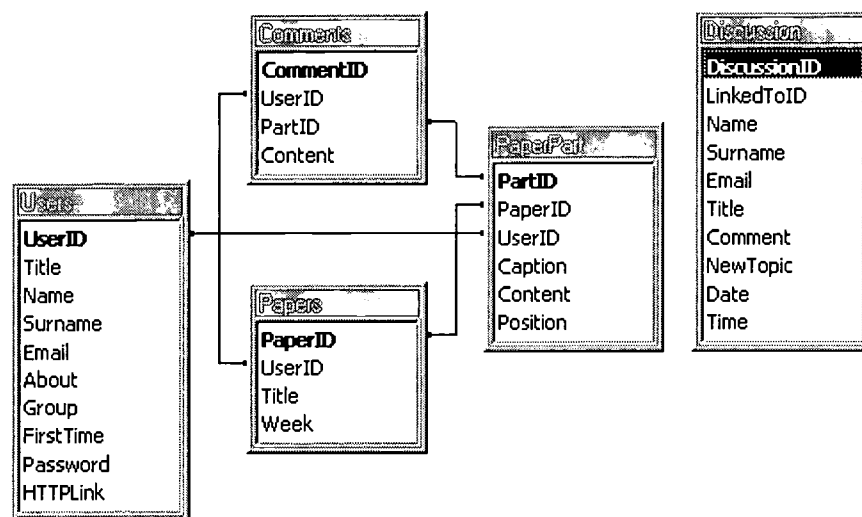 Comments
CommentID
UserID
PartID
Content
Discussion
DiscussionID
LinkedToID
Name
Surname
Email
Title
Comment
NewTopic
Date
Time
PaperPart
PartID
PaperID
UserID
Caption
Content
Position
Users
UserID
Title
Name
Surname
Email
About
Group
FirstTime
Password
HTTPLink
Papers
PaperID
UserID
Title
Week